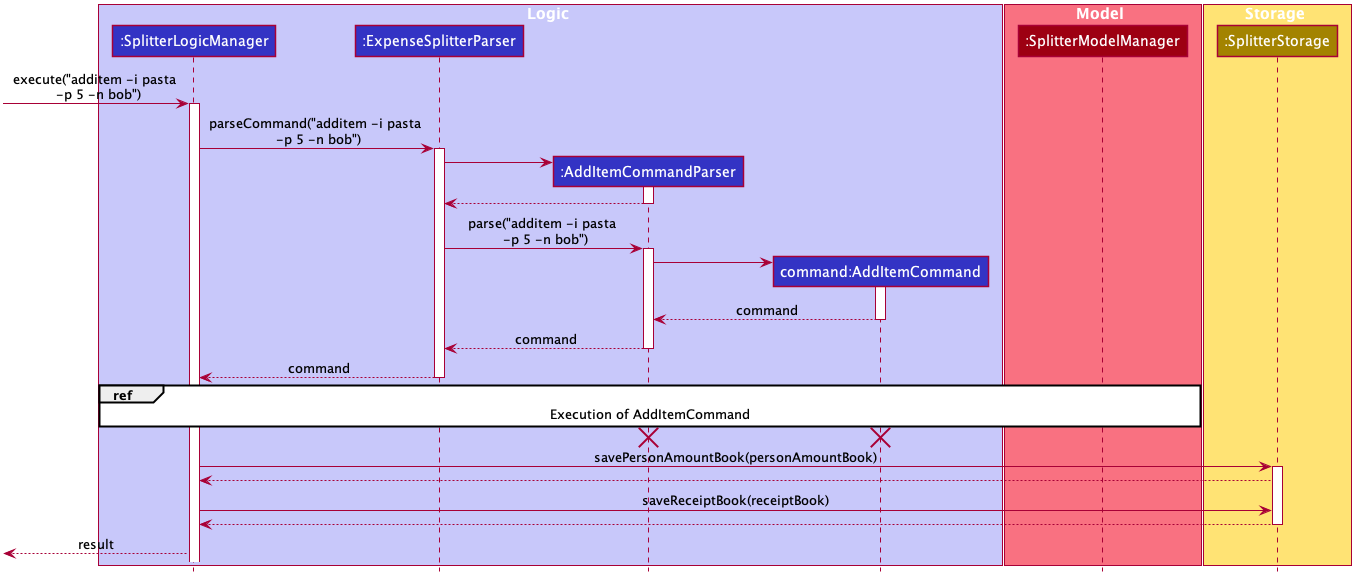 Logic
Model
Storage
:SplitterLogicManager
:ExpenseSplitterParser
:SplitterModelManager
:SplitterStorage
execute("additem -i pasta
-p 5 -n bob")
parseCommand("additem -i pasta
-p 5 -n bob")
:AddItemCommandParser
parse("additem -i pasta
-p 5 -n bob")
command:AddItemCommand
command
command
command
ref
Execution of AddItemCommand
savePersonAmountBook(personAmountBook)
saveReceiptBook(receiptBook)
result